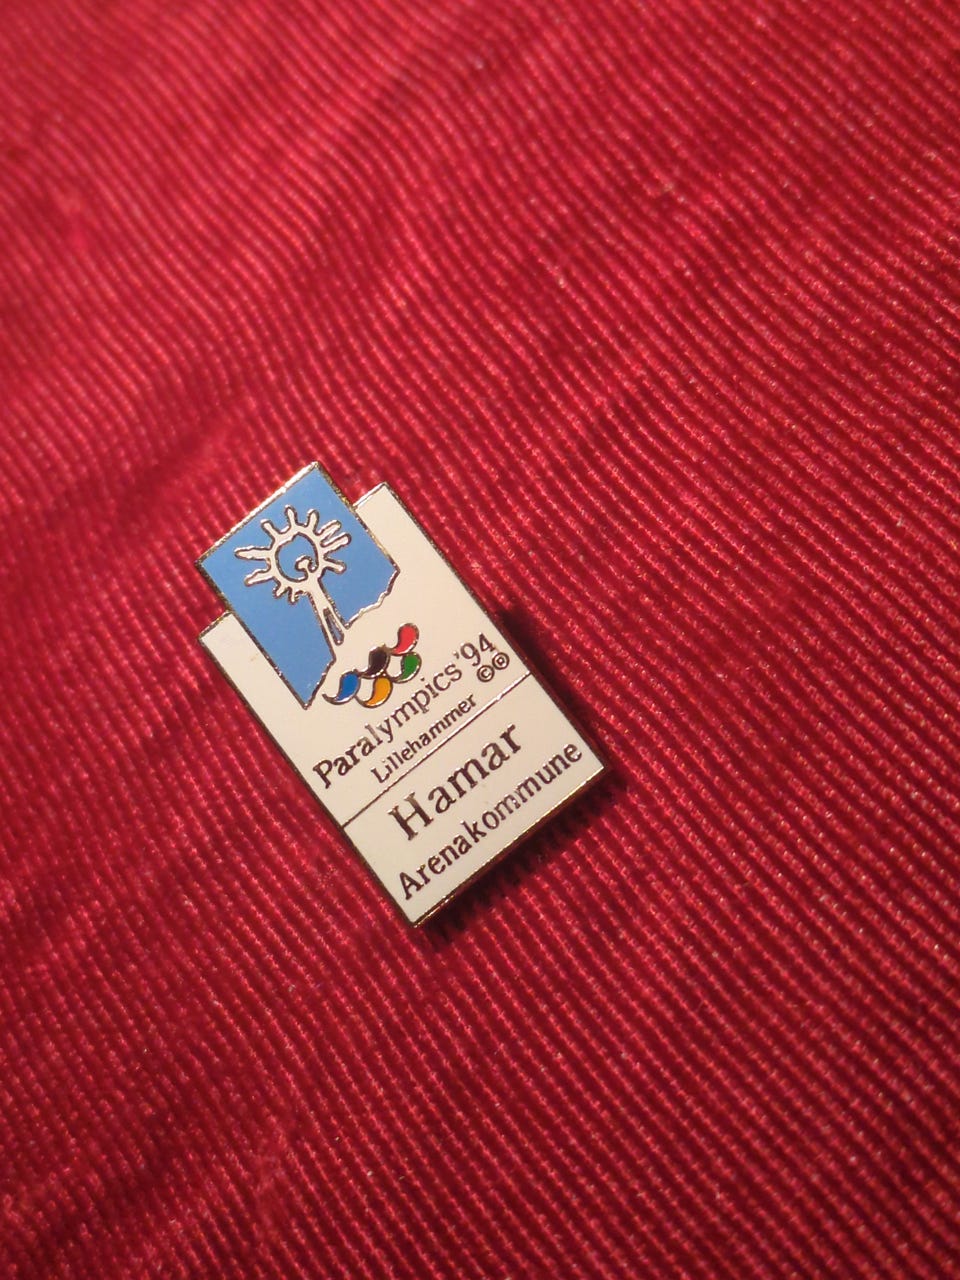 Paralympics '94
Lillehammer ©®
Hamar
Arenakommune